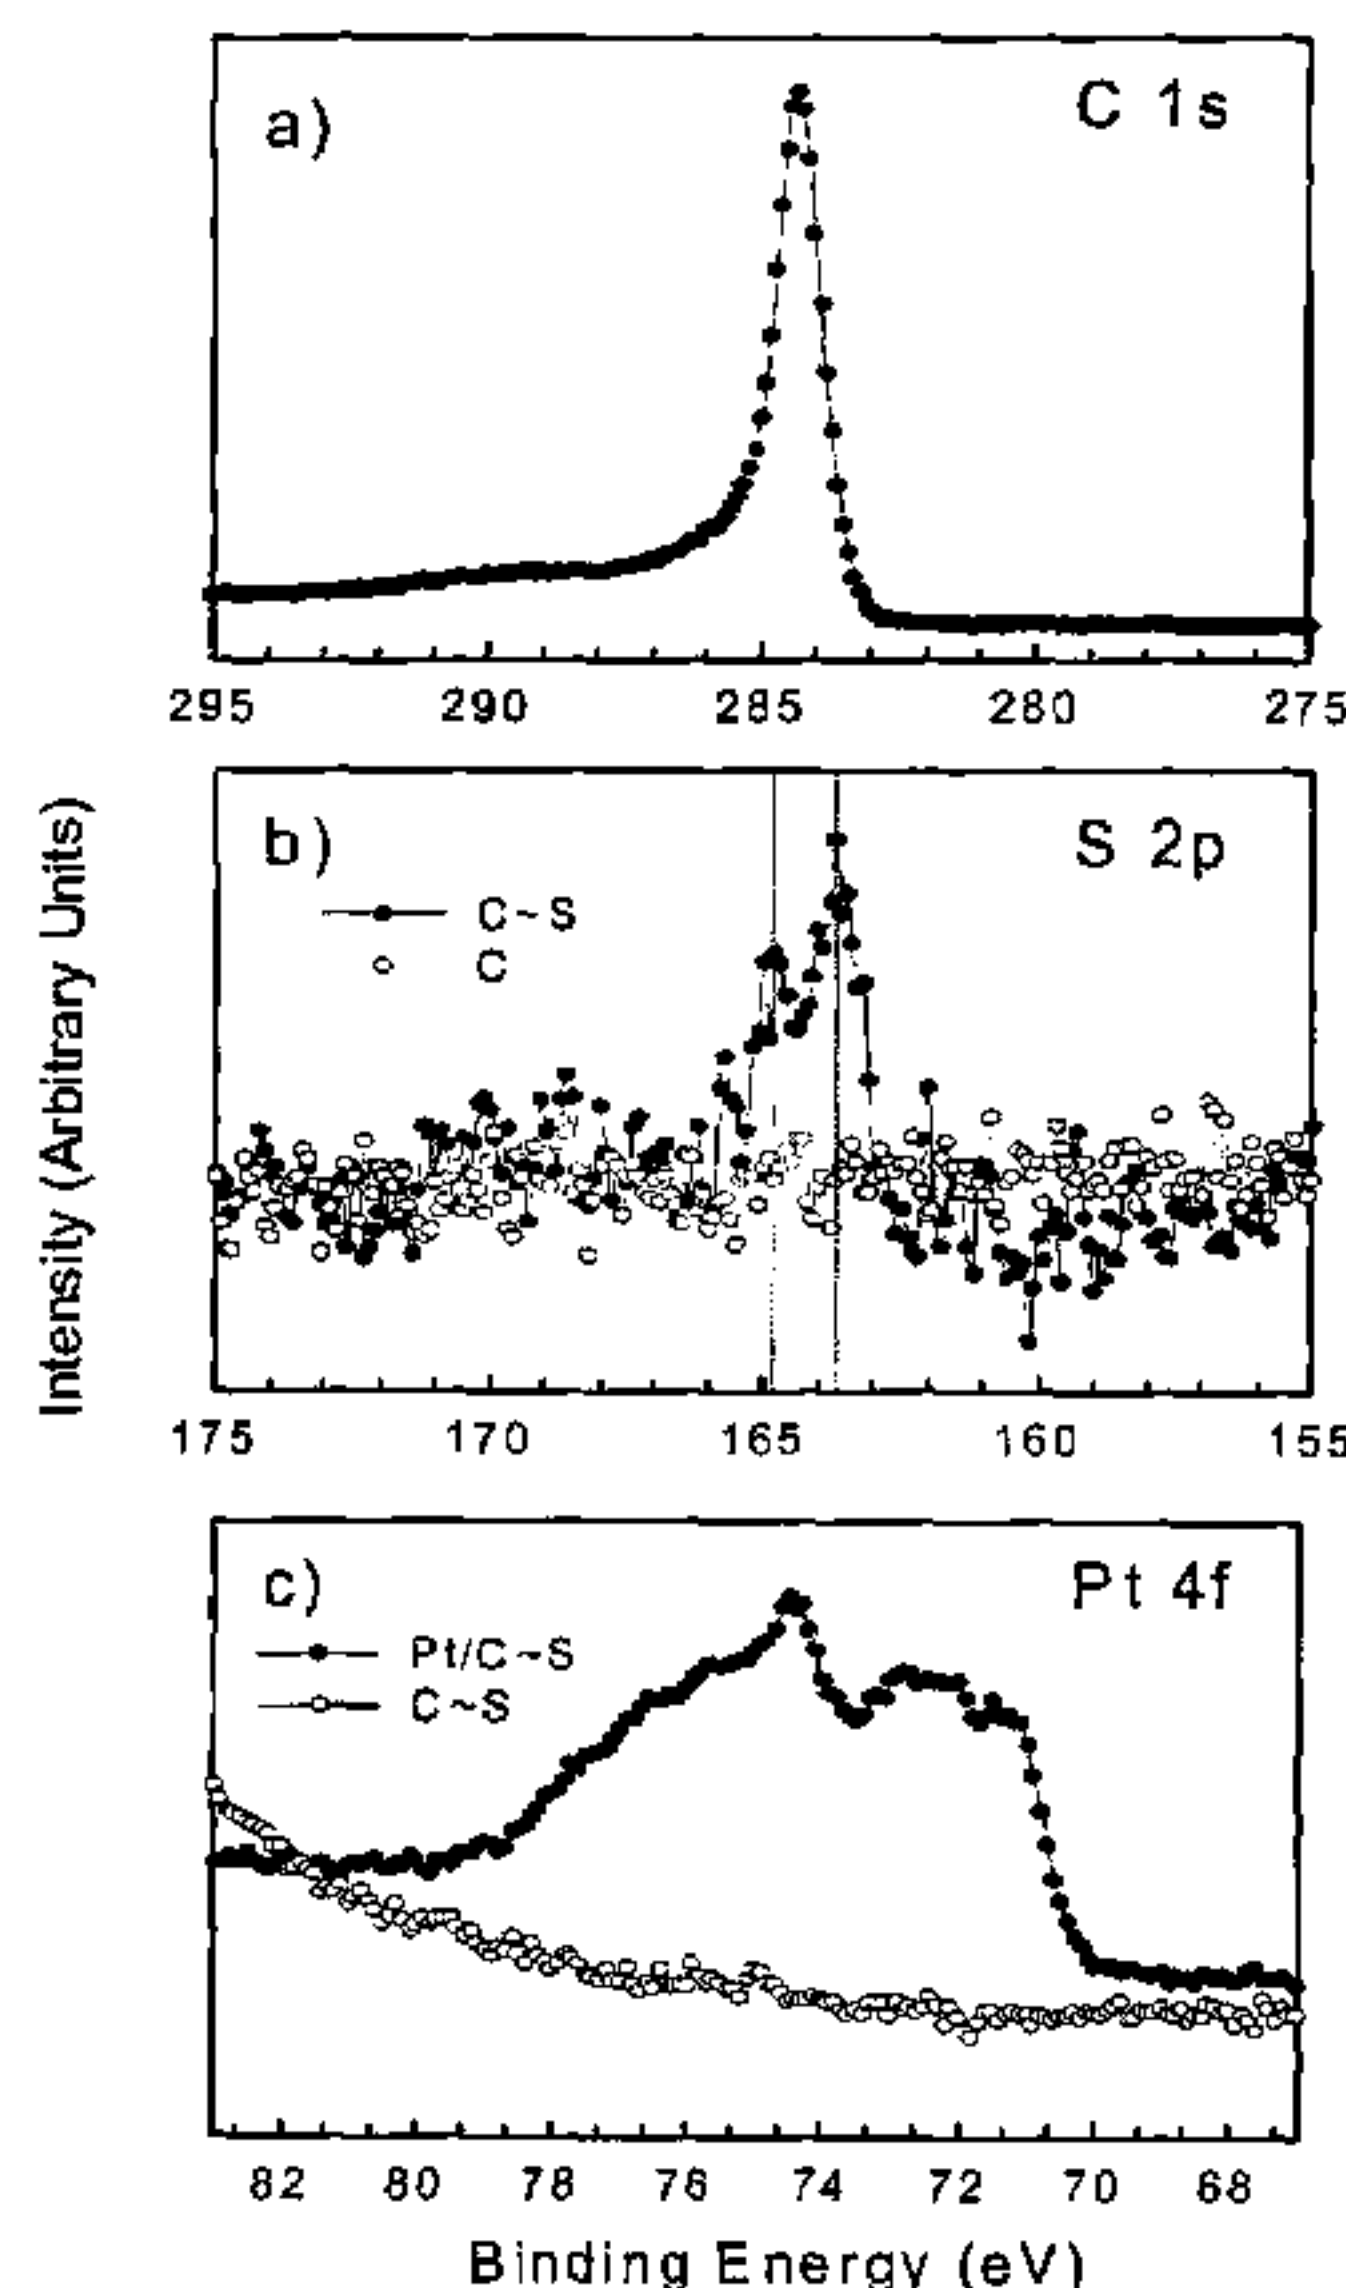 a)
C 1s
295 290 285 280 275
b)
S 2p
C~S
C
175 170 165 160 155
c)
Pt 4f
Pt/C~S
C~S
82 80 78 76 74 72 70 68
Binding Energy (eV)
Intensity (Arbitrary Units)